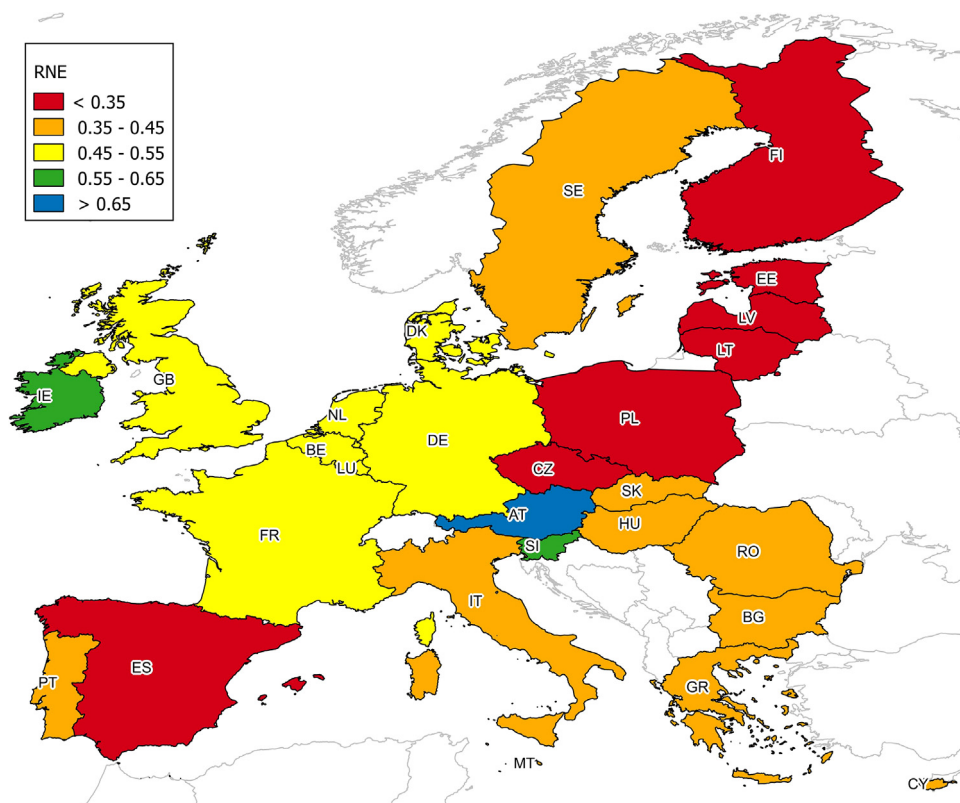 RNE
< 0.35
0.35 - 0.45
0.45 - 0.55
0.55 - 0.65
> 0.65
FI
SE
EE
LV
LT
DK
GB
IE
NL
PL
DE
BE
LU
CZ
SK
AT
HU
FR
SI
RO
IT
BG
ES
PT
GR
MT
CY